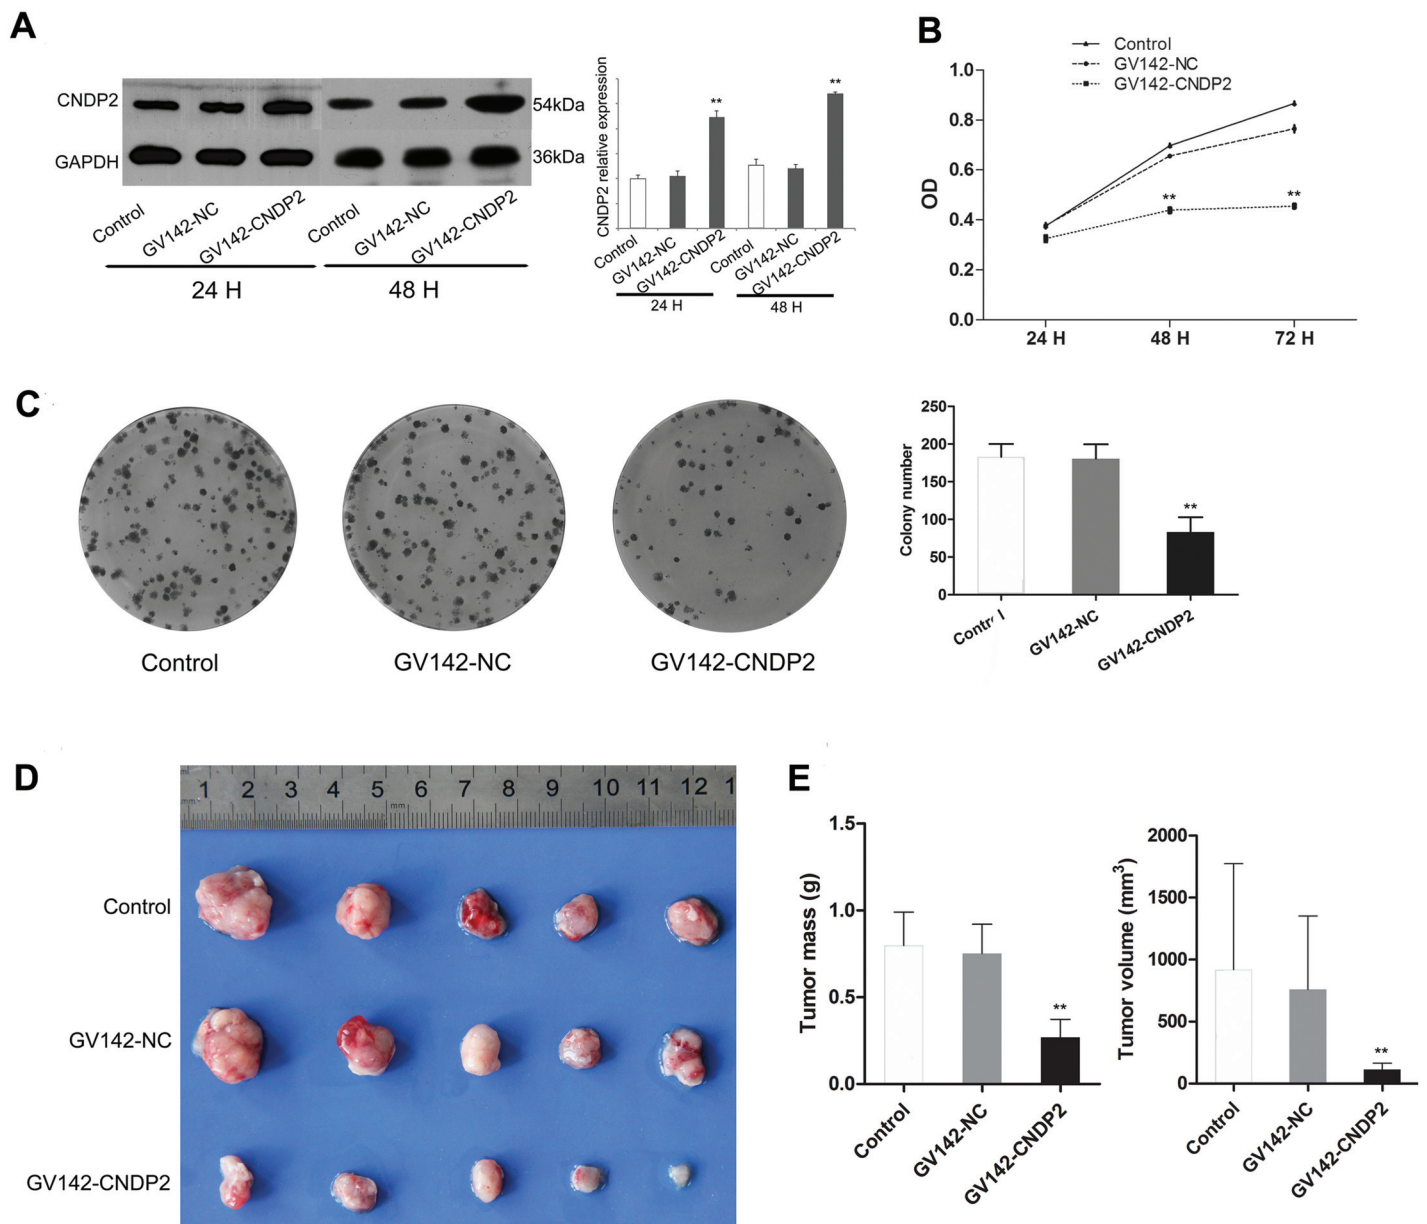 A
CNDP2
54kDa
GAPDH
36kDa
Control
GV142-NC
GV142-CNDP2
Control
GV142-NC
GV142-CNDP2
24 H
48 H
CNDP2 relative expression
**
**
Control
GV142-NC
GV142-CNDP2
Control
GV142-NC
GV142-CNDP2
24 H
48 H
B
Control
GV142-NC
GV142-CNDP2
OD
1.0
0.8
0.6
0.4
0.2
0.0
**
**
24 H
48 H
72 H
C
Control
GV142-NC
GV142-CNDP2
Colony number
250
200
150
100
50
0
**
Control
GV142-NC
GV142-CNDP2
D
1 2 3 4 5 6 7 8 9 10 11 12 1
mm
mm
Control
GV142-NC
GV142-CNDP2
E
Tumor mass (g)
1.5
1.0
0.5
0.0
**
Control
GV142-NC
GV142-CNDP2
Tumor volume (mm³)
2000
1500
1000
500
0
**
Control
GV142-NC
GV142-CNDP2